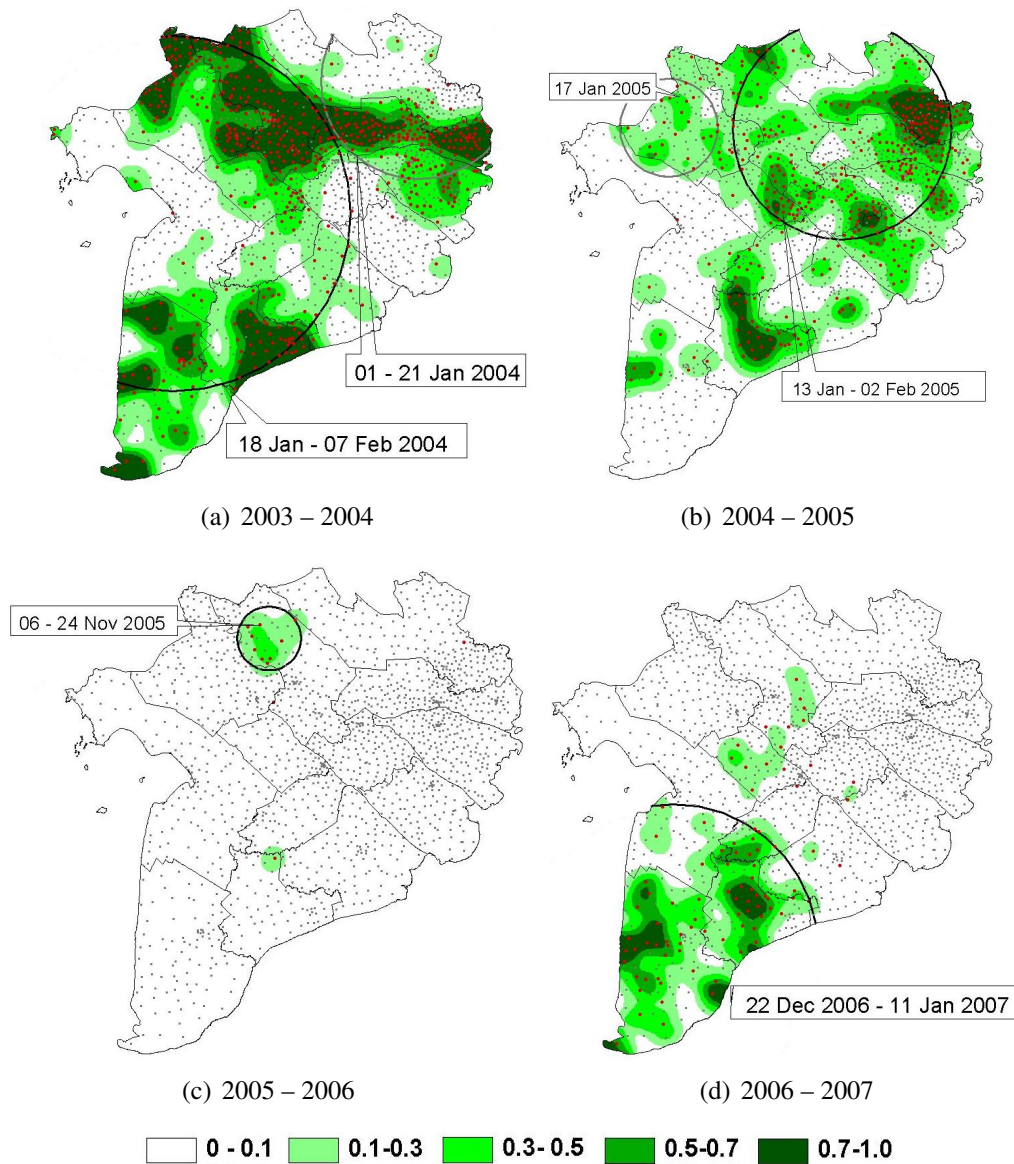 01 - 21 Jan 2004
18 Jan - 07 Feb 2004
(a) 2003 – 2004
17 Jan 2005
13 Jan - 02 Feb 2005
(b) 2004 – 2005
06 - 24 Nov 2005
(c) 2005 – 2006
22 Dec 2006 - 11 Jan 2007
(d) 2006 – 2007
0 - 0.1 0.1-0.3 0.3- 0.5 0.5-0.7 0.7-1.0